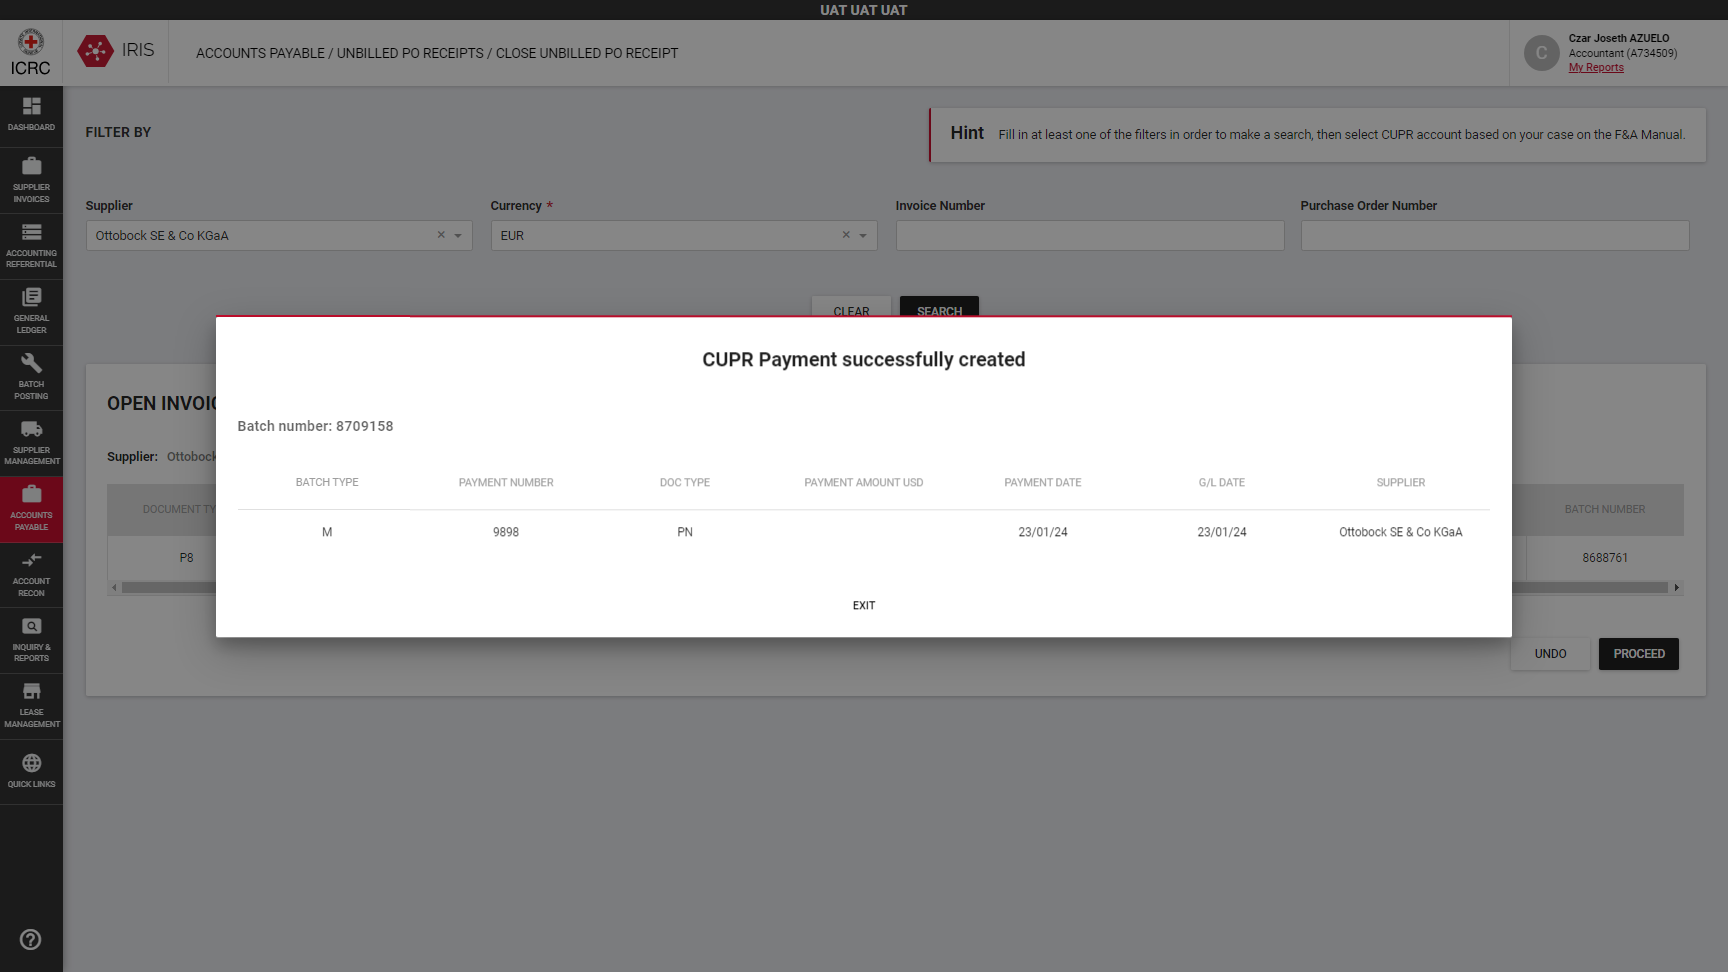 UAT UAT UAT
ICRC
IRIS
ACCOUNTS PAYABLE / UNBILLED PO RECEIPTS / CLOSE UNBILLED PO RECEIPT
C
Czar Joseth AZUELO
Accountant (A734509)
My Reports
DASHBOARD
SUPPLIER
INVOICES
ACCOUNTING
REFERENTIAL
GENERAL
LEDGER
BATCH
POSTING
SUPPLIER
MANAGEMENT
ACCOUNTS
PAYABLE
ACCOUNT
RECON
INQUIRY &
REPORTS
LEASE
MANAGEMENT
QUICK LINKS
FILTER BY
Hint Fill in at least one of the filters in order to make a search, then select CUPR account based on your case on the F&A Manual.
Supplier
Currency *
Invoice Number
Purchase Order Number
Ottobock SE & Co KGaA
EUR
CLEAR
SEARCH
OPEN INVOIC
Supplier: Ottobock
DOCUMENT TY
BATCH NUMBER
P8
8688761
UNDO
PROCEED
CUPR Payment successfully created
Batch number: 8709158
BATCH TYPE PAYMENT NUMBER DOC TYPE PAYMENT AMOUNT USD PAYMENT DATE G/L DATE SUPPLIER
M 9898 PN 23/01/24 23/01/24 Ottobock SE & Co KGaA
EXIT